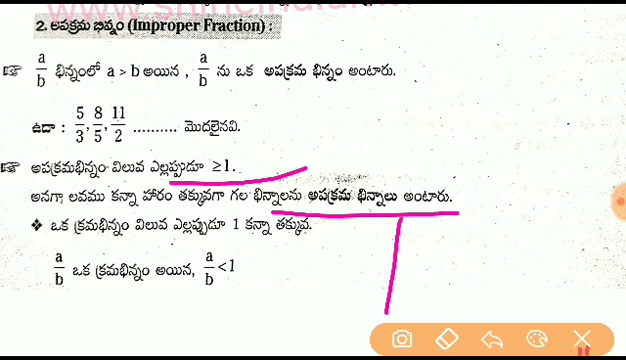 2. అపక్రమ భిన్నం (Improper Fraction) :
a/b భిన్నంలో a > b అయిన , a/b ను ఒక అపక్రమ భిన్నం అంటారు.
ఉదా : 5/3, 8/5, 11/2 .......... మొదలైనవి.
అపక్రమభిన్నం విలువ ఎల్లప్పుడూ ≥ 1.
అనగా లవము కన్నా హారం తక్కువగా గల భిన్నాలను అపక్రమ భిన్నాలు అంటారు.
❖ ఒక క్రమభిన్నం విలువ ఎల్లప్పుడూ 1 కన్నా తక్కువ.
a/b ఒక క్రమభిన్నం అయిన, a/b < 1